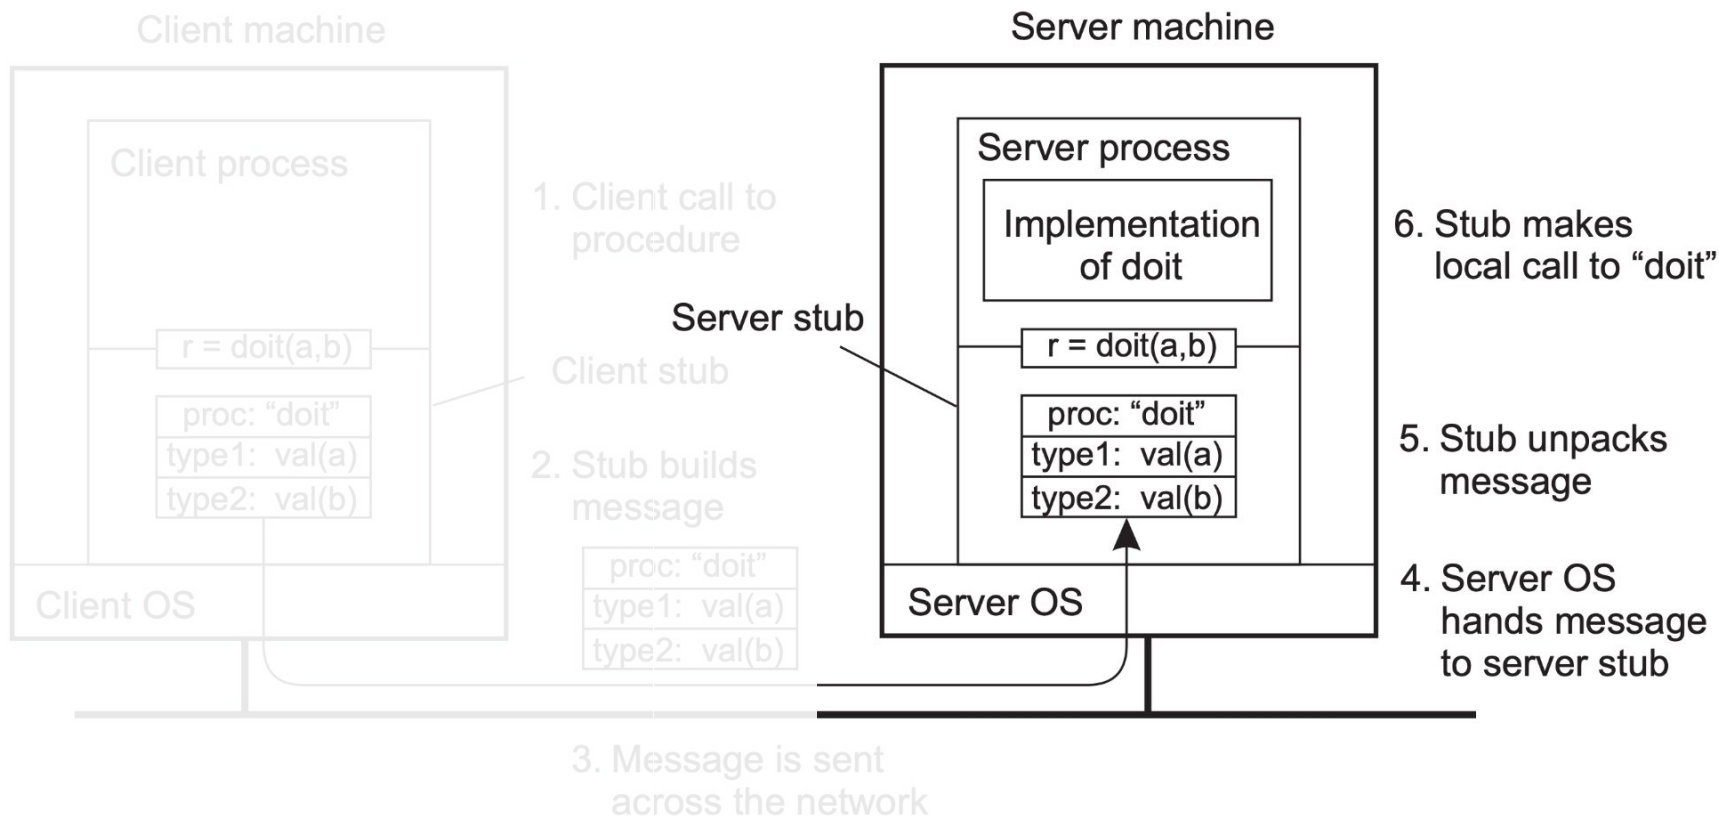 Client machine
Server machine
Client process
1. Client call to
procedure
r = doit(a,b)
Client stub
proc: “doit”
type1: val(a)
type2: val(b)
2. Stub builds
message
proc: “doit”
type1: val(a)
type2: val(b)
Client OS
3. Message is sent
across the network
Server process
Implementation
of doit
6. Stub makes
local call to “doit”
Server stub
r = doit(a,b)
proc: “doit”
type1: val(a)
type2: val(b)
5. Stub unpacks
message
Server OS
4. Server OS
hands message
to server stub